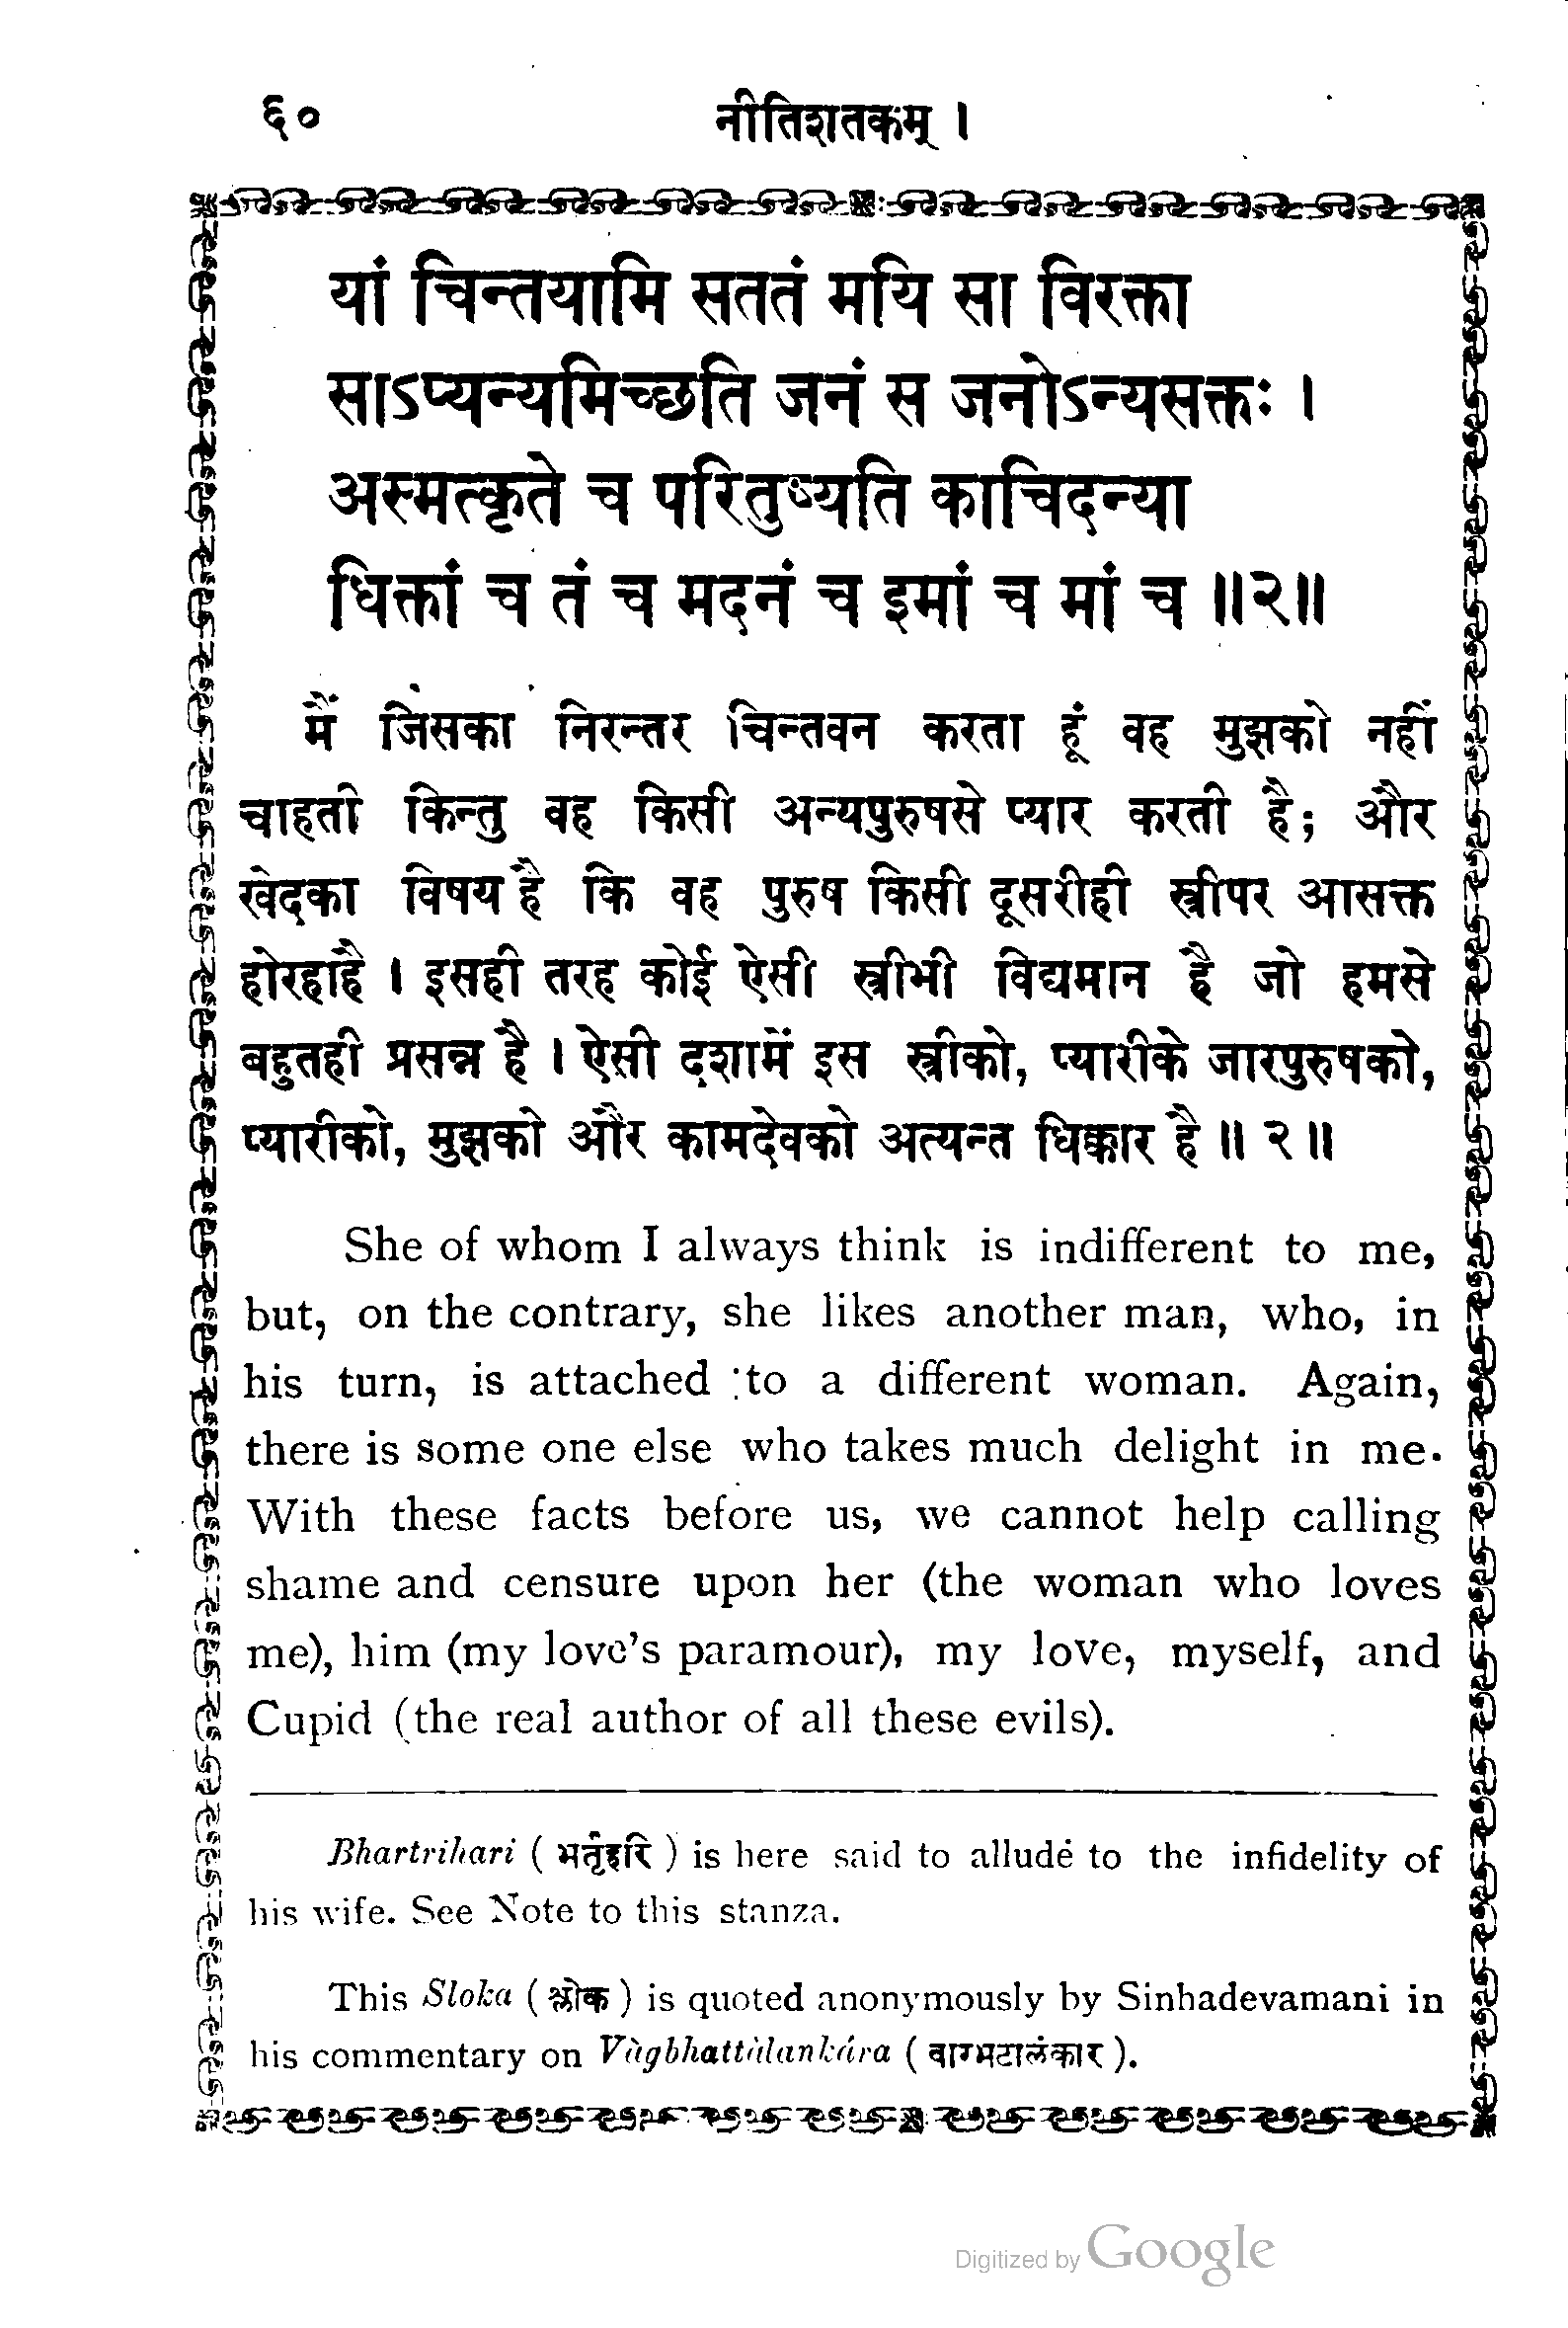 ६०
नीतिशतकम् ।
यां चिन्तयामि सततं मयि सा विरक्ता
साऽप्यन्यमिच्छति जनं स जनोऽन्यसक्तः ।
अस्मत्कृते च परितुष्यति काचिदन्या
धिक्तां च तं च मदनं च इमां च मां च ॥२॥
मैं जिसका निरन्तर चिन्तवन करता हूं वह मुझको नहीं
चाहती किन्तु वह किसी अन्यपुरुषसे प्यार करती है; और
खेदका विषय है कि वह पुरुष किसी दूसरीही स्त्रीपर आसक्त
होरहाहै । इसही तरह कोई ऐसी स्त्रीभी विद्यमान है जो हमसे
बहुतही प्रसन्न है । ऐसी दशामें इस स्त्रीको, प्यारीके जारपुरुषको,
प्यारीको, मुझको और कामदेवको अत्यन्त धिक्कार है ॥ २ ॥
She of whom I always think is indifferent to me,
but, on the contrary, she likes another man, who, in
his turn, is attached to a different woman. Again,
there is some one else who takes much delight in me.
With these facts before us, we cannot help calling
shame and censure upon her (the woman who loves
me), him (my love's paramour), my love, myself, and
Cupid (the real author of all these evils).
Bhartrihari ( भर्तृहरि ) is here said to allude to the infidelity of
his wife. See Note to this stanza.
This Sloka ( श्लोक ) is quoted anonymously by Sinhadevamani in
his commentary on Vàgbhattàlankára ( वाग्भटालंकार ).
Digitized by Google